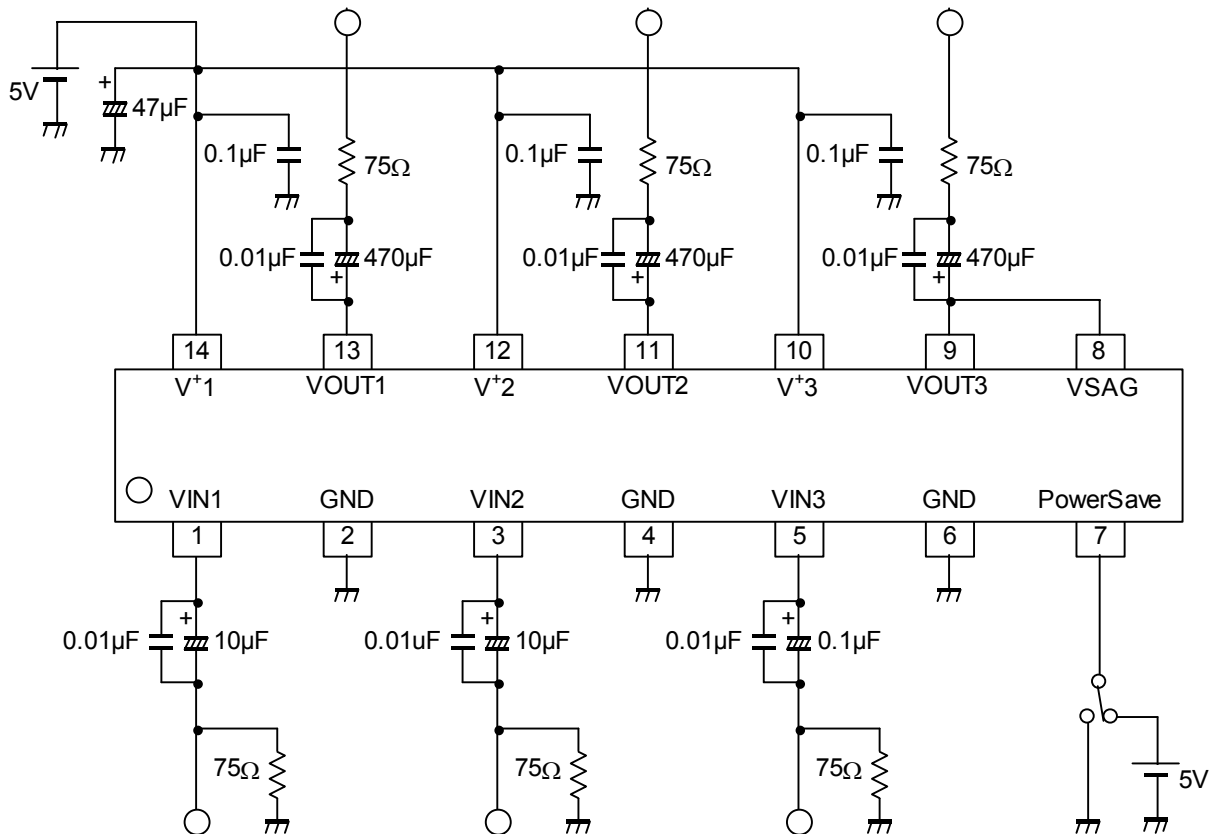 5V
+
47µF
0.1µF
75Ω
0.1µF
75Ω
0.1µF
75Ω
0.01µF
+
470µF
0.01µF
+
470µF
0.01µF
+
470µF
14
13
12
11
10
9
8
V+1
VOUT1
V+2
VOUT2
V+3
VOUT3
VSAG
VIN1
GND
VIN2
GND
VIN3
GND
PowerSave
1
2
3
4
5
6
7
0.01µF
+
10µF
0.01uF
+
10µF
0.01µF
+
0.1µF
75Ω
75Ω
75Ω
5V